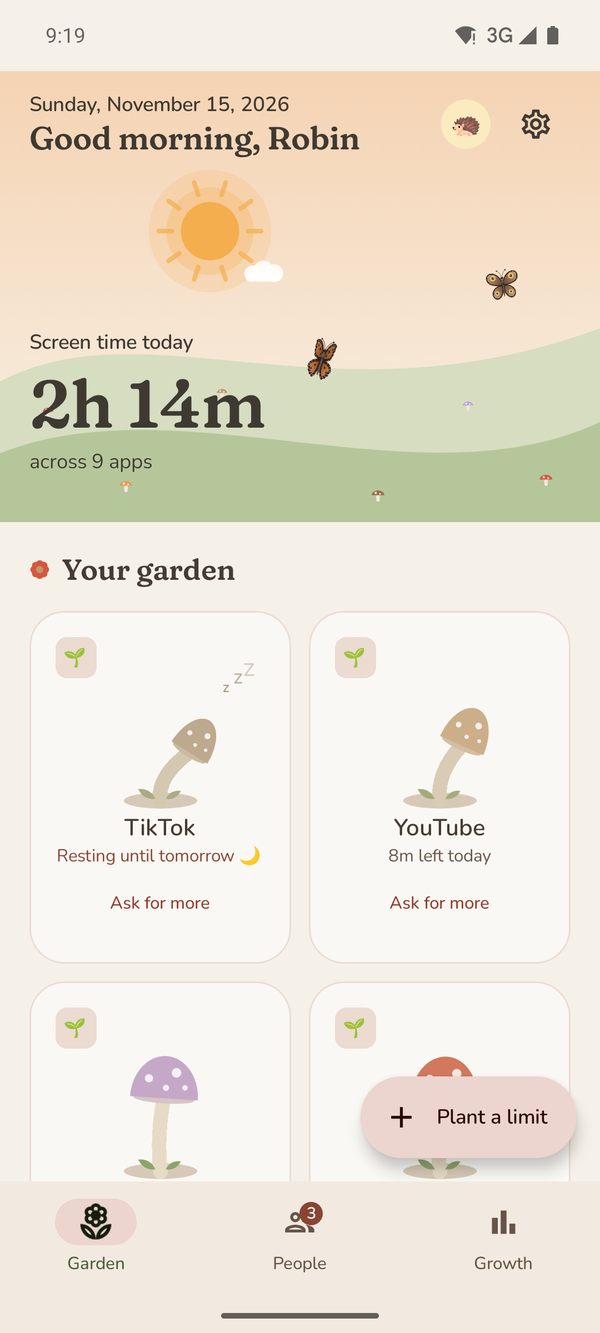 9:19
3G
Sunday, November 15, 2026
Good morning, Robin
Screen time today
2h 14m
across 9 apps
Your garden
z z Z
TikTok
Resting until tomorrow 🌙
Ask for more
YouTube
8m left today
Ask for more
+ Plant a limit
3
Garden
People
Growth